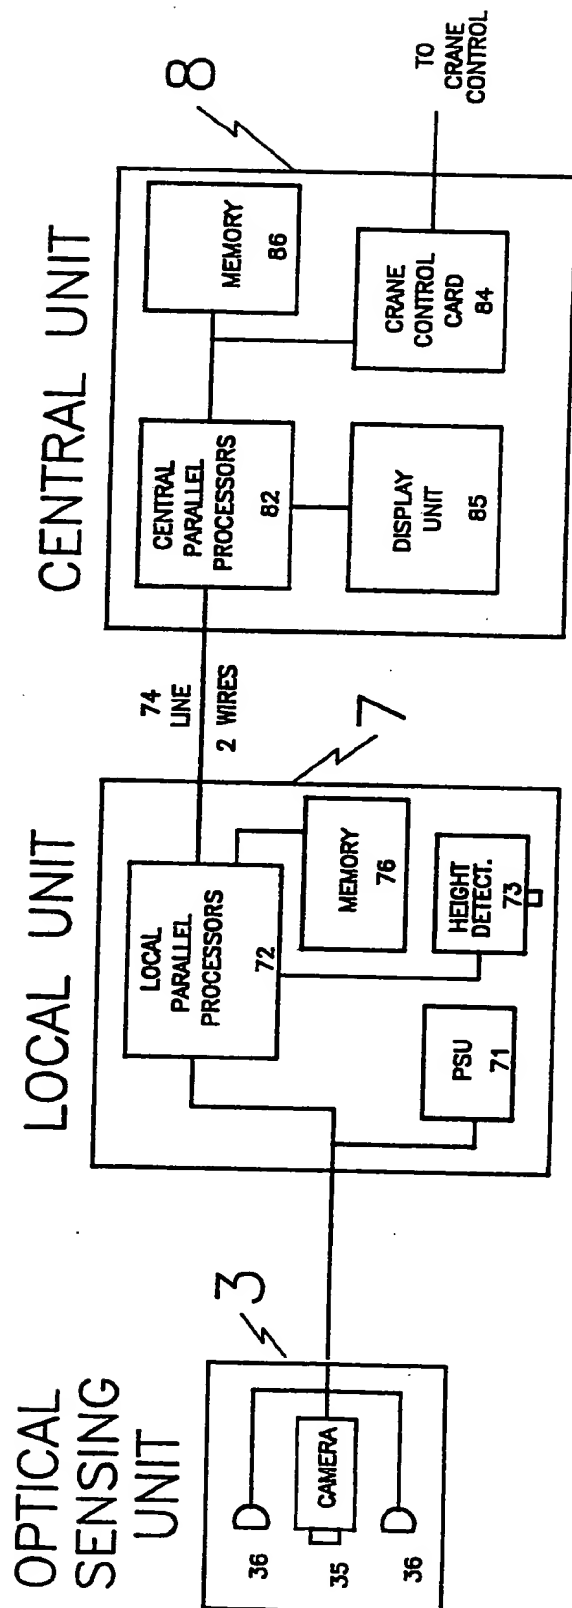 OPTICAL
SENSING
UNIT
3
36
35
CAMERA
36
LOCAL UNIT
7
LOCAL
PARALLEL
PROCESSORS
72
MEMORY
76
PSU
71
HEIGHT
DETECT.
73
74
LINE
2 WIRES
CENTRAL UNIT
8
CENTRAL
PARALLEL
PROCESSORS
82
MEMORY
86
DISPLAY
UNIT
85
CRANE
CONTROL
CARD
84
TO
CRANE
CONTROL